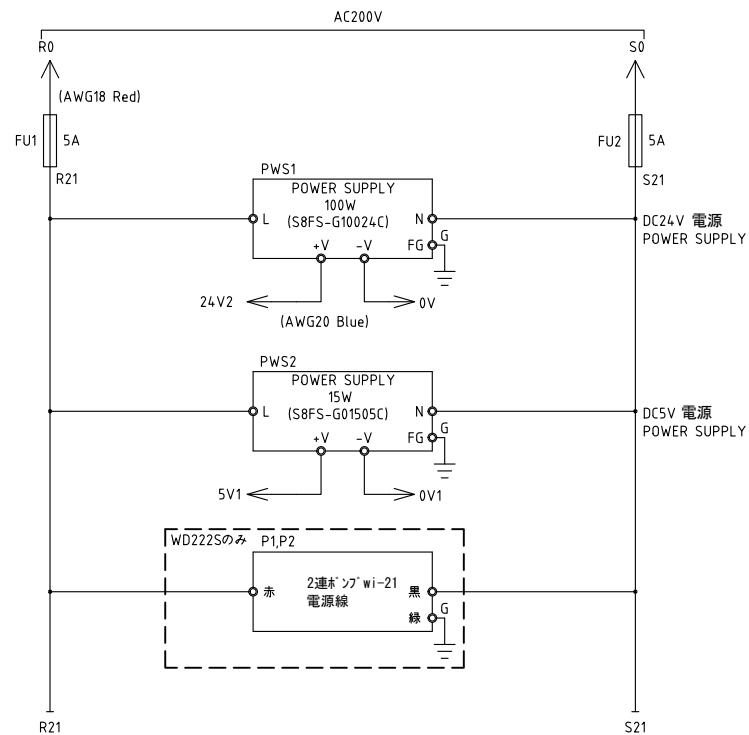 AC200V
R0
S0
(AWG18 Red)
FU1
5A
FU2
5A
R21
S21
PWS1
POWER SUPPLY
100W
(S8FS-G10024C)
L
N
FG
G
+V
-V
DC24V 電源
POWER SUPPLY
24V2
0V
(AWG20 Blue)
PWS2
POWER SUPPLY
15W
(S8FS-G01505C)
L
N
FG
G
+V
-V
DC5V 電源
POWER SUPPLY
5V1
0V1
WD222Sのみ
P1,P2
2連ﾎﾟﾝﾌﾟwi-21
電源線
赤
黒
緑
G
R21
S21